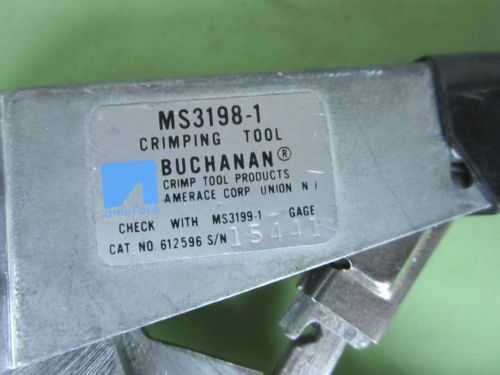 MS3198-1
CRIMPING TOOL
BUCHANAN®
CRIMP TOOL PRODUCTS
AMERACE CORP. UNION N J
amerace
CHECK WITH MS3199-1 GAGE
CAT. NO. 612596 S/N 15441